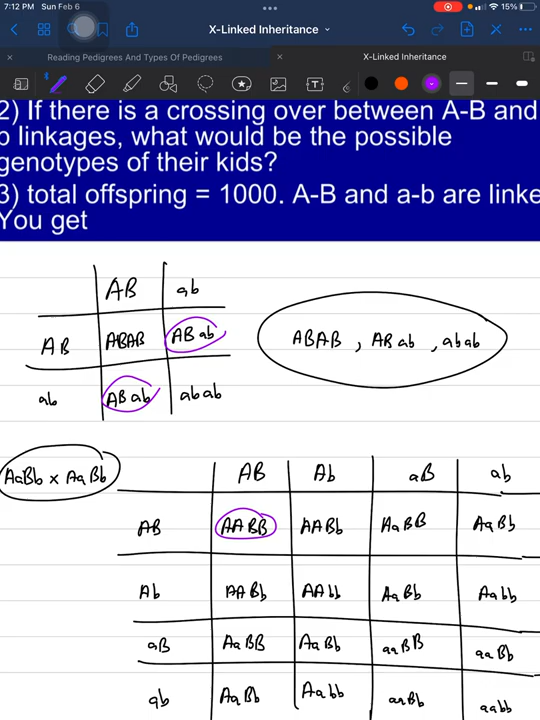 7:12 PM Sun Feb 6
15%
X-Linked Inheritance
Reading Pedigrees And Types Of Pedigrees
X-Linked Inheritance
2) If there is a crossing over between A-B and
b linkages, what would be the possible
genotypes of their kids?
3) total offspring = 1000. A-B and a-b are linke
You get
AB ab
AB ABAB ABab
ab ABab abab
ABAB , ABab , abab
AaBb x AaBb
AB Ab aB ab
AB AABB AABb AaBB AaBb
Ab AABb AAbb AaBb Aabb
aB AaBB AaBb aaBB aaBb
ab AaBb Aabb aaBb aabb